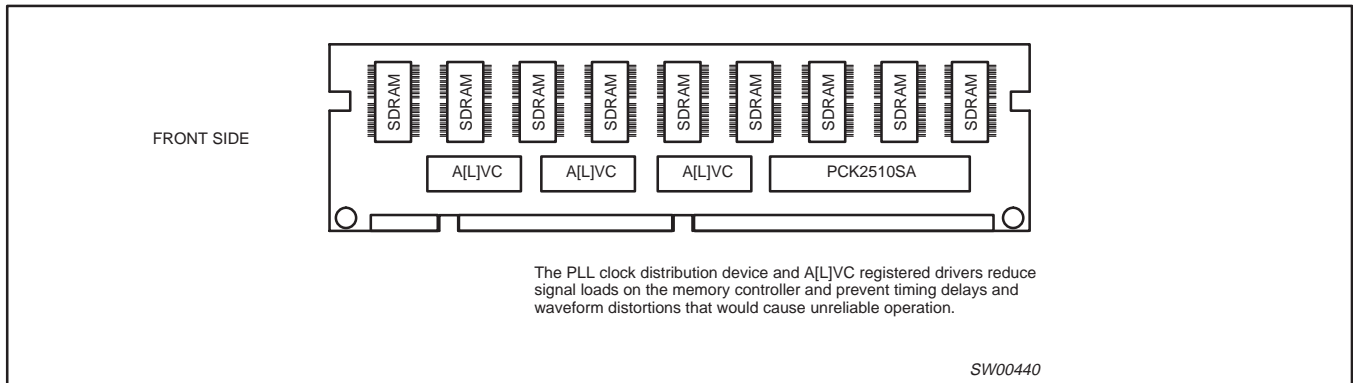 SDRAM SDRAM SDRAM SDRAM SDRAM SDRAM SDRAM SDRAM SDRAM
FRONT SIDE
A[L]VC A[L]VC A[L]VC PCK2510SA
The PLL clock distribution device and A[L]VC registered drivers reduce
signal loads on the memory controller and prevent timing delays and
waveform distortions that would cause unreliable operation.
SW00440